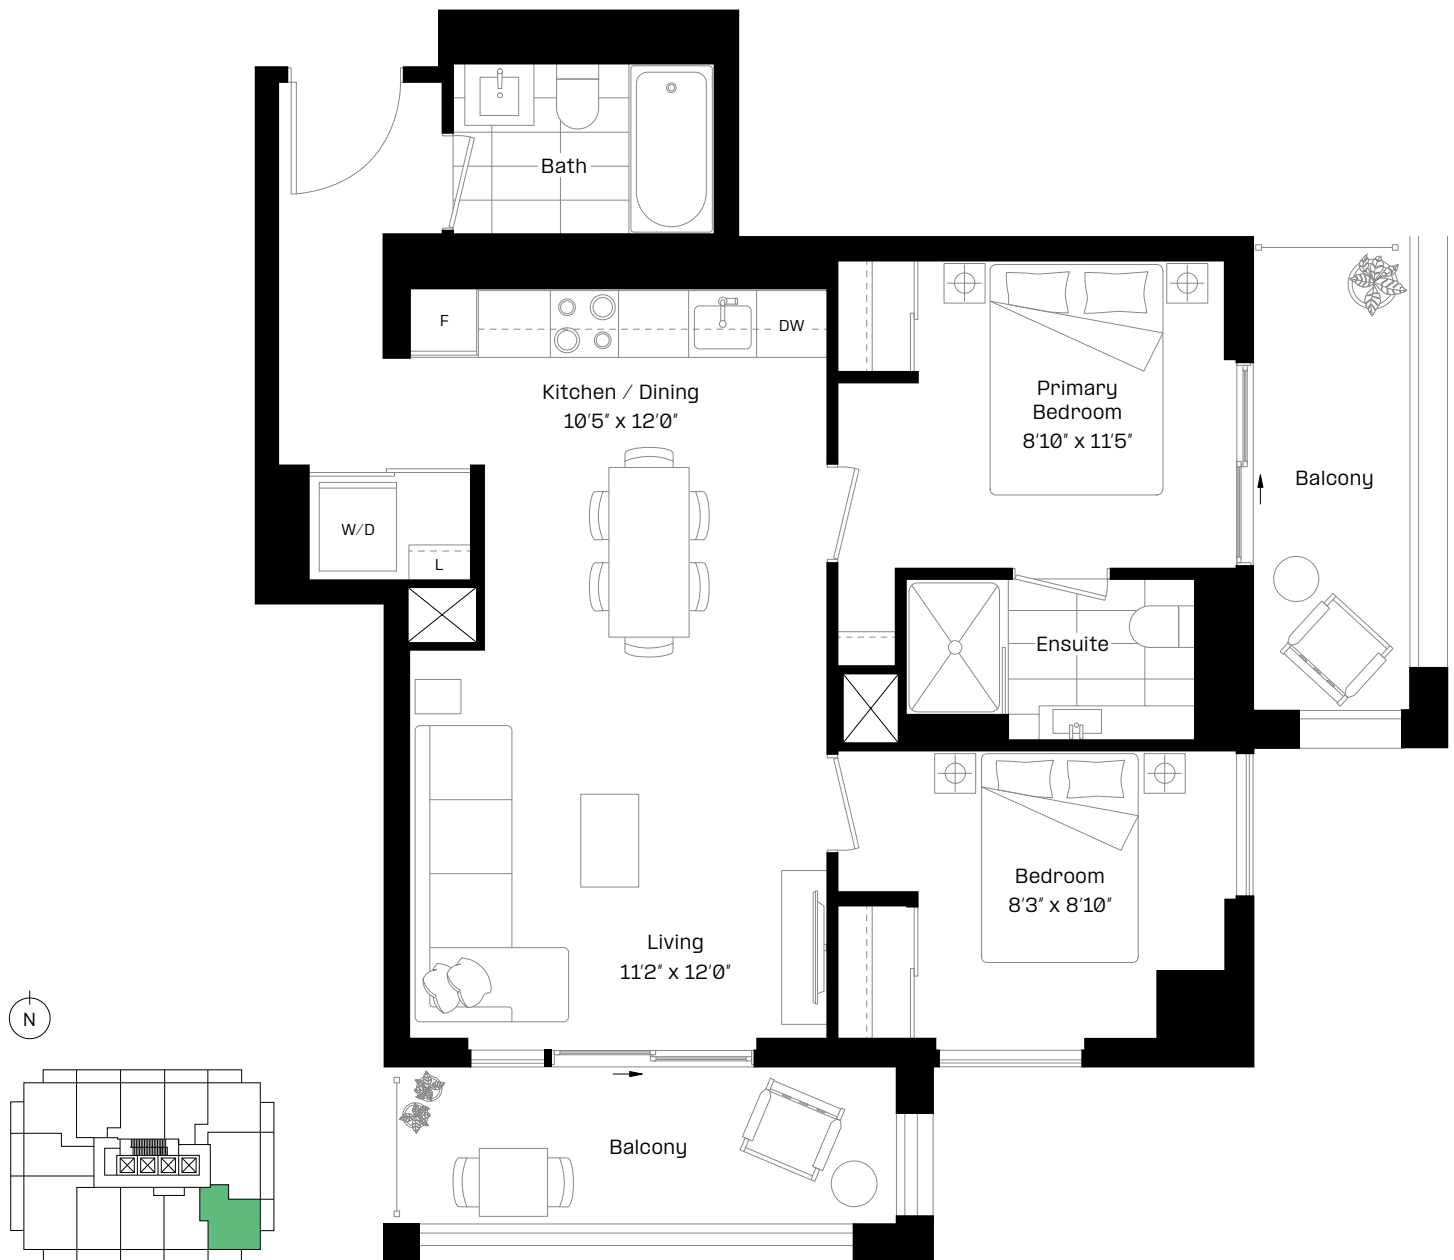 Bath
F
DW
Kitchen / Dining
10'5" x 12'0"
Primary
Bedroom
8'10" x 11'5"
Balcony
W/D
L
Ensuite
Bedroom
8'3" x 8'10"
Living
11'2" x 12'0"
N
Balcony